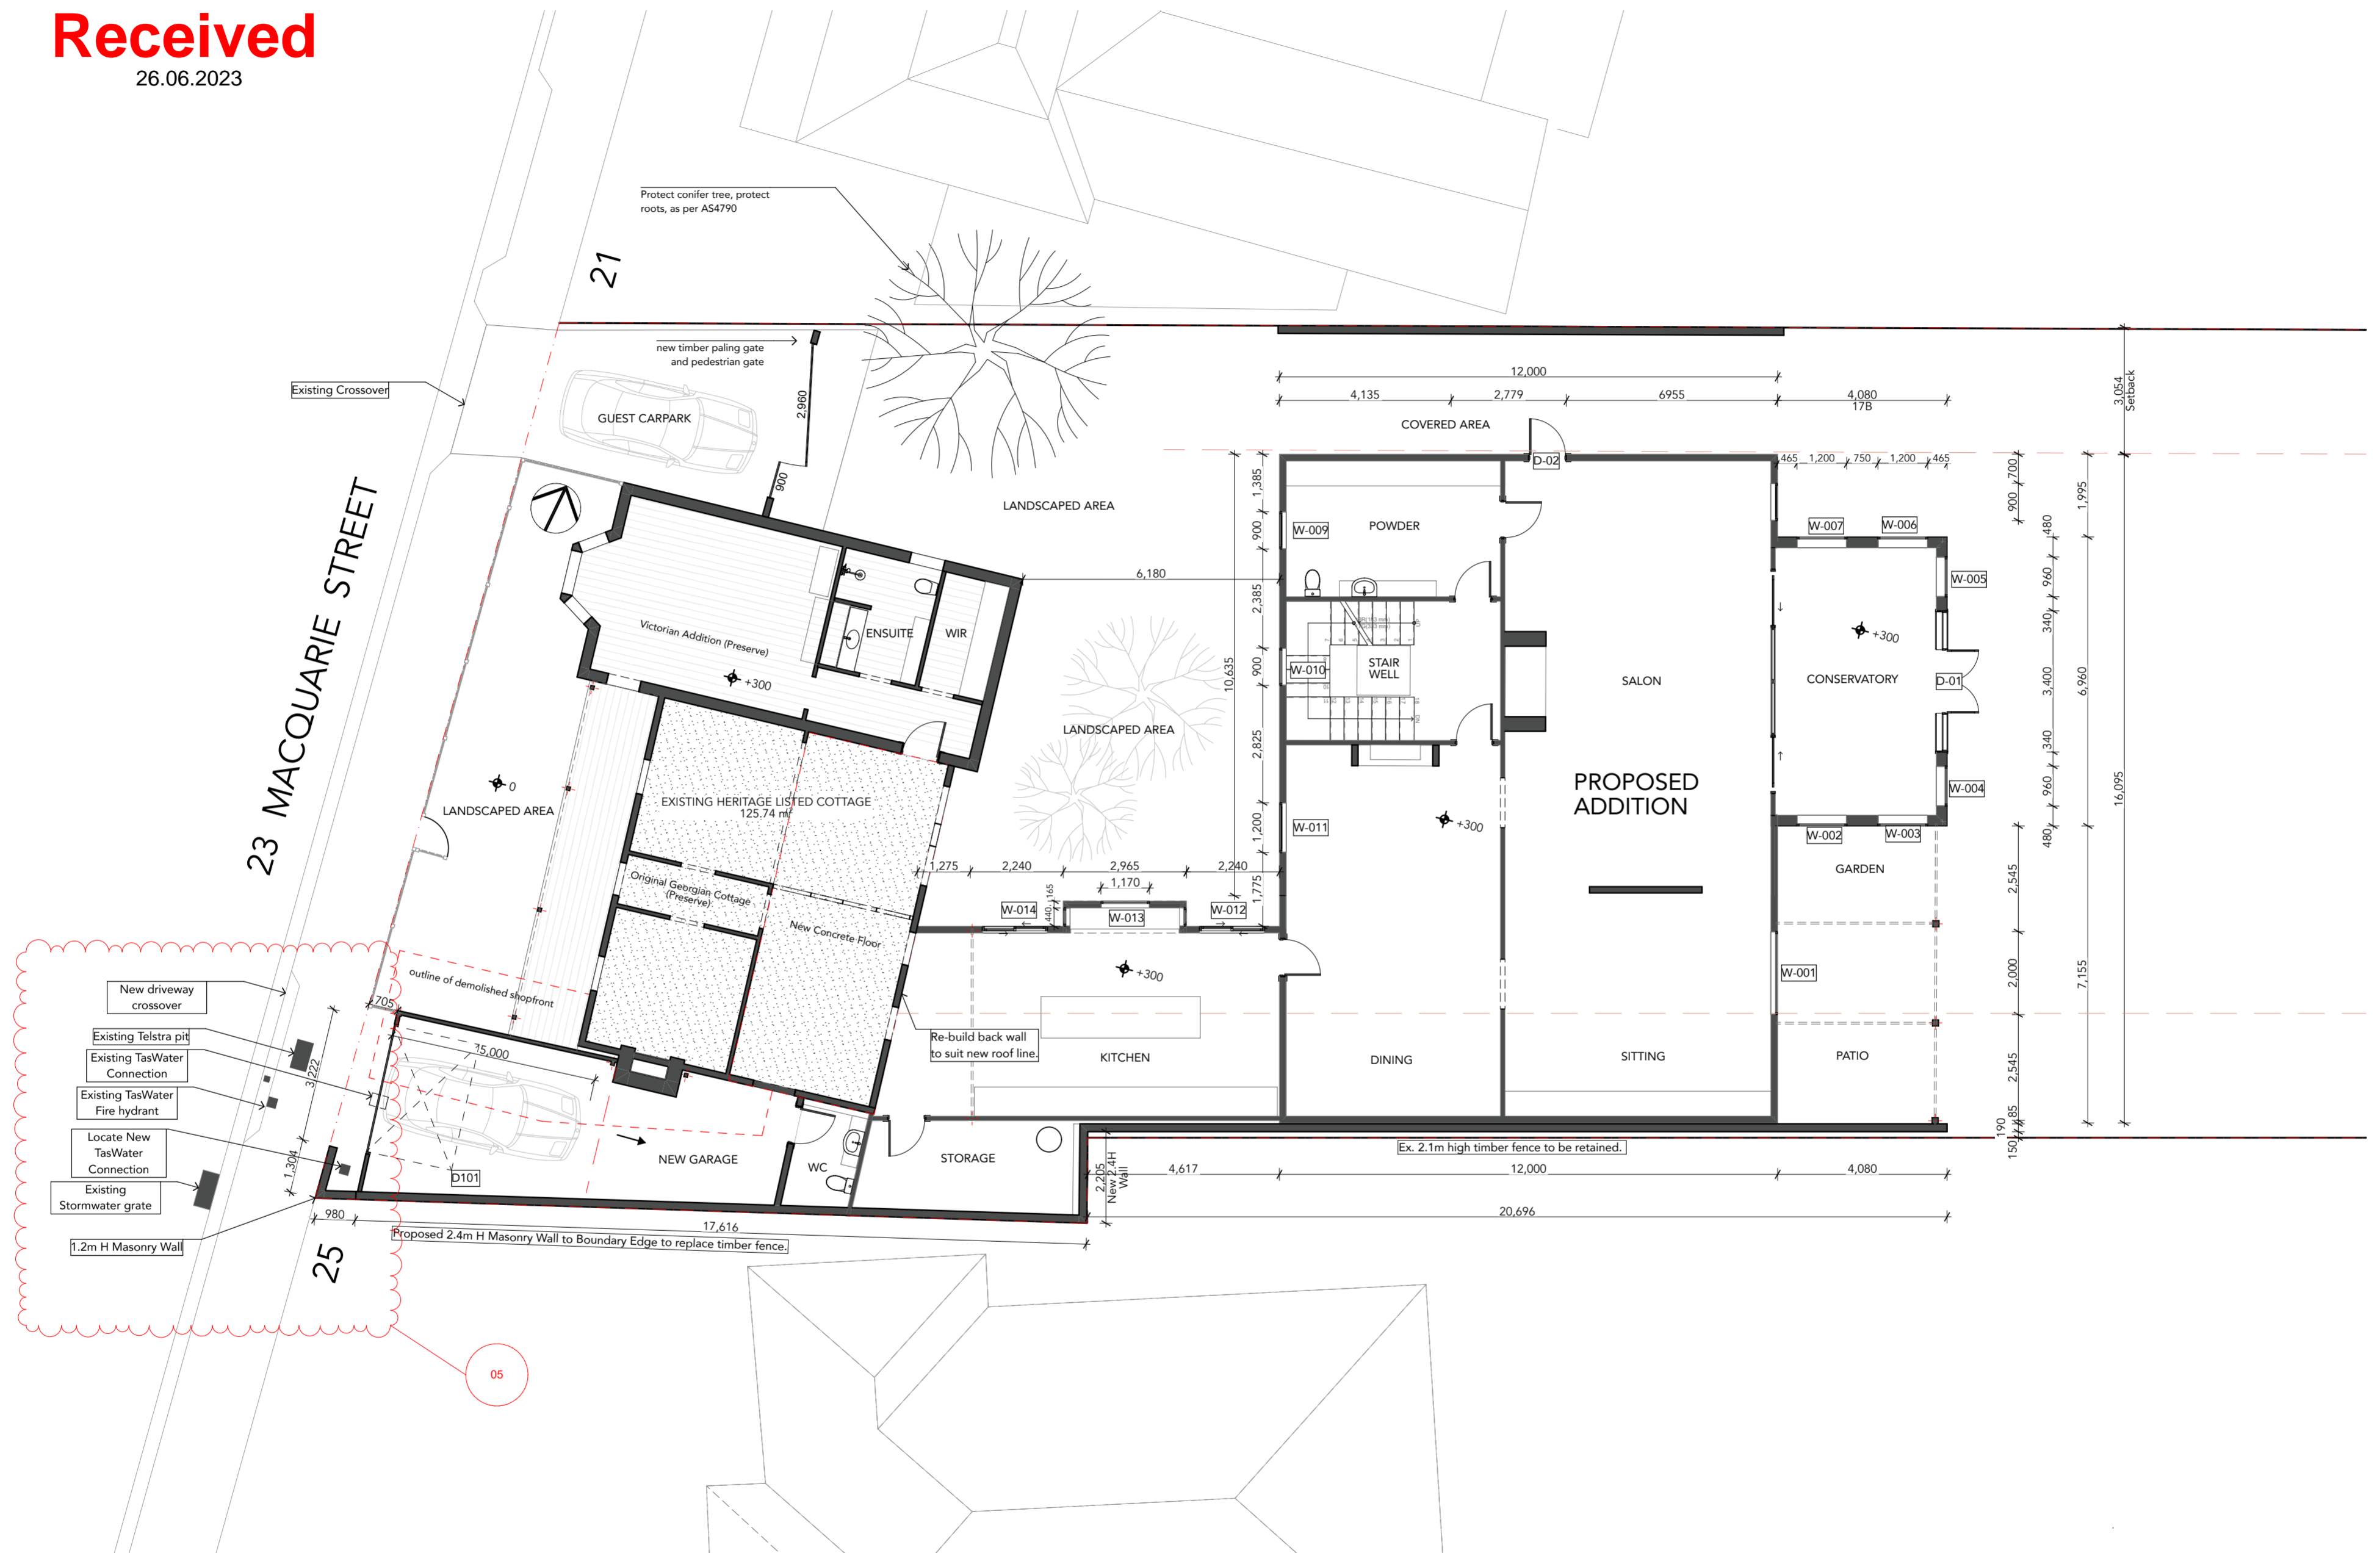 Received
26.06.2023
Protect conifer tree, protect
roots, as per AS4790
21
new timber paling gate
and pedestrian gate
Existing Crossover
GUEST CARPARK
2,960
900
12,000
4,135
2,779
6955
4,080
17B
3,054
Setback
COVERED AREA
D-02
465
1,200
750
1,200
465
LANDSCAPED AREA
1,385
900
2,385
900
2,825
1,200
1,775
10,635
W-009
POWDER
W-007
W-006
700
900
1,995
480
960
340
3,400
340
960
480
6,960
16,095
W-005
6,180
23 MACQUARIE STREET
Victorian Addition (Preserve)
ENSUITE
WIR
+300
W-010
STAIR
WELL
SALON
CONSERVATORY
+300
D-01
LANDSCAPED AREA
0
LANDSCAPED AREA
EXISTING HERITAGE LISTED COTTAGE
125.74 m²
PROPOSED
ADDITION
+300
W-011
W-004
W-002
W-003
GARDEN
1,275
2,240
2,965
2,240
1,170
165
440
W-014
W-013
W-012
Original Georgian Cottage
(Preserve)
New Concrete Floor
outline of demolished shopfront
+300
W-001
2,545
2,000
2,545
7,155
185
190
150
New driveway
crossover
Existing Telstra pit
Existing TasWater
Connection
Existing TasWater
Fire hydrant
Locate New
TasWater
Connection
Existing
Stormwater grate
1.2m H Masonry Wall
705
3,222
1,304
980
5,000
Re-build back wall
to suit new roof line.
KITCHEN
DINING
SITTING
PATIO
NEW GARAGE
D101
WC
STORAGE
2,205
New 2.4H
Wall
Ex. 2.1m high timber fence to be retained.
4,617
12,000
4,080
20,696
17,616
Proposed 2.4m H Masonry Wall to Boundary Edge to replace timber fence.
25
05